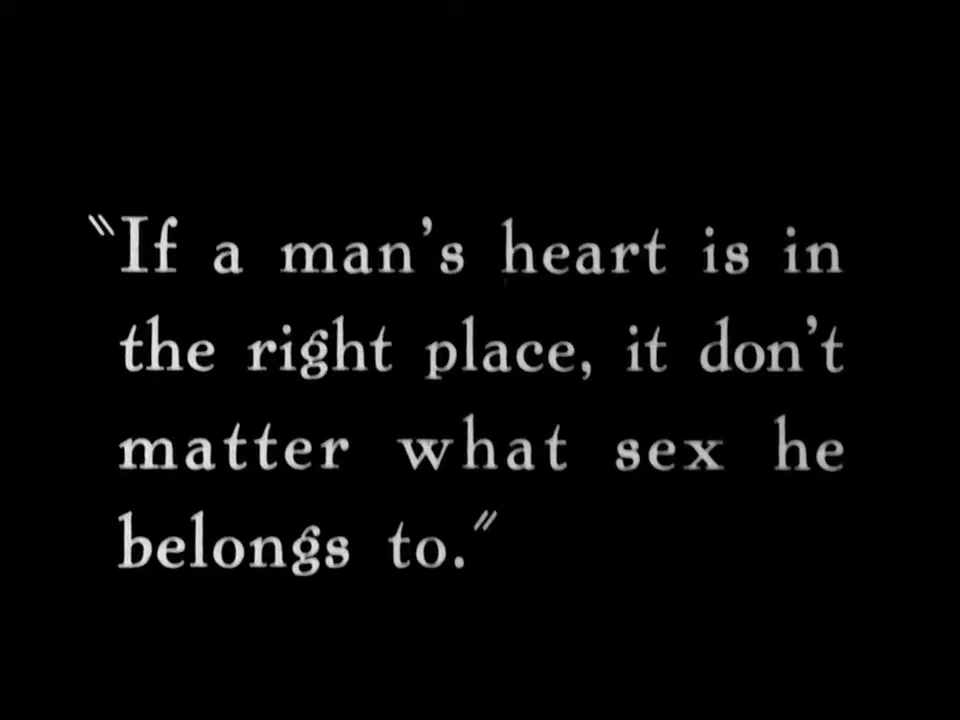 "If a man's heart is in
the right place, it don't
matter what sex he
belongs to."